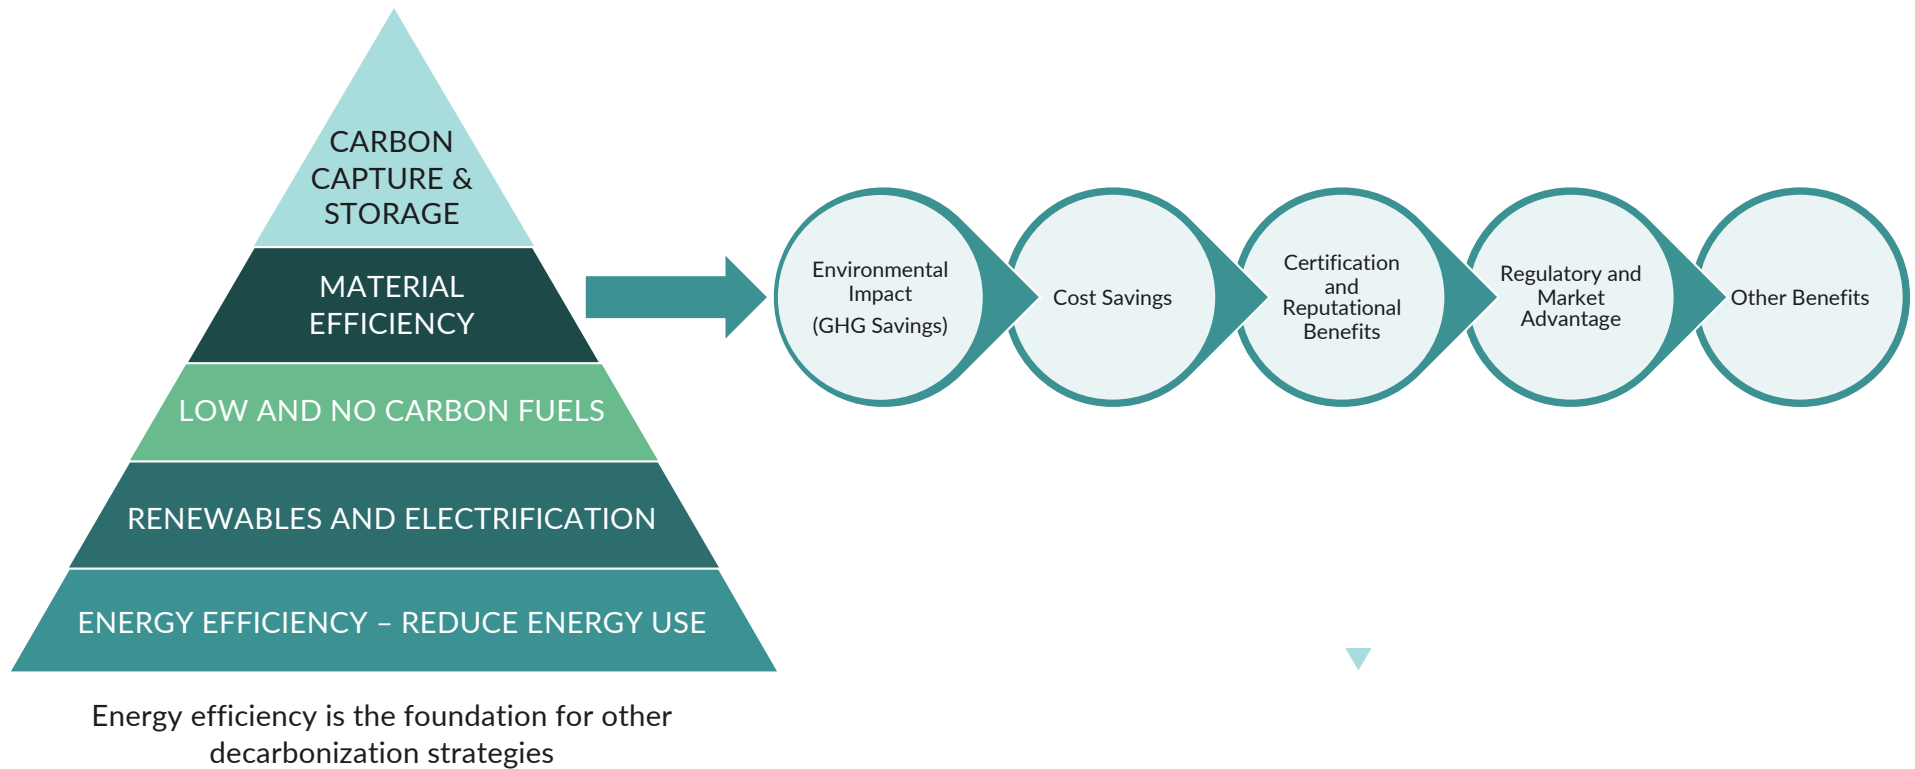 CARBON
CAPTURE &
STORAGE
MATERIAL
EFFICIENCY
LOW AND NO CARBON FUELS
RENEWABLES AND ELECTRIFICATION
ENERGY EFFICIENCY – REDUCE ENERGY USE
Energy efficiency is the foundation for other
decarbonization strategies
Environmental
Impact
(GHG Savings)
Cost Savings
Certification
and
Reputational
Benefits
Regulatory and
Market
Advantage
Other Benefits